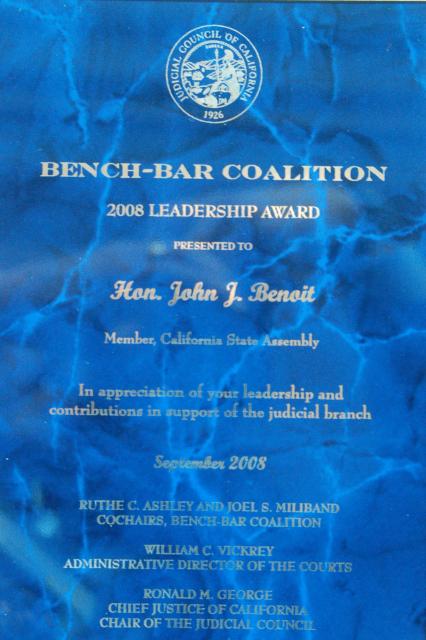 JUDICIAL COUNCIL OF CALIFORNIA
EUREKA
1926
BENCH-BAR COALITION
2008 LEADERSHIP AWARD
PRESENTED TO
Hon. John J. Benoit
Member, California State Assembly
In appreciation of your leadership and
contributions in support of the judicial branch
September 2008
RUTHE C. ASHLEY AND JOEL S. MILIBAND
COCHAIRS, BENCH-BAR COALITION
WILLIAM C. VICKREY
ADMINISTRATIVE DIRECTOR OF THE COURTS
RONALD M. GEORGE
CHIEF JUSTICE OF CALIFORNIA
CHAIR OF THE JUDICIAL COUNCIL